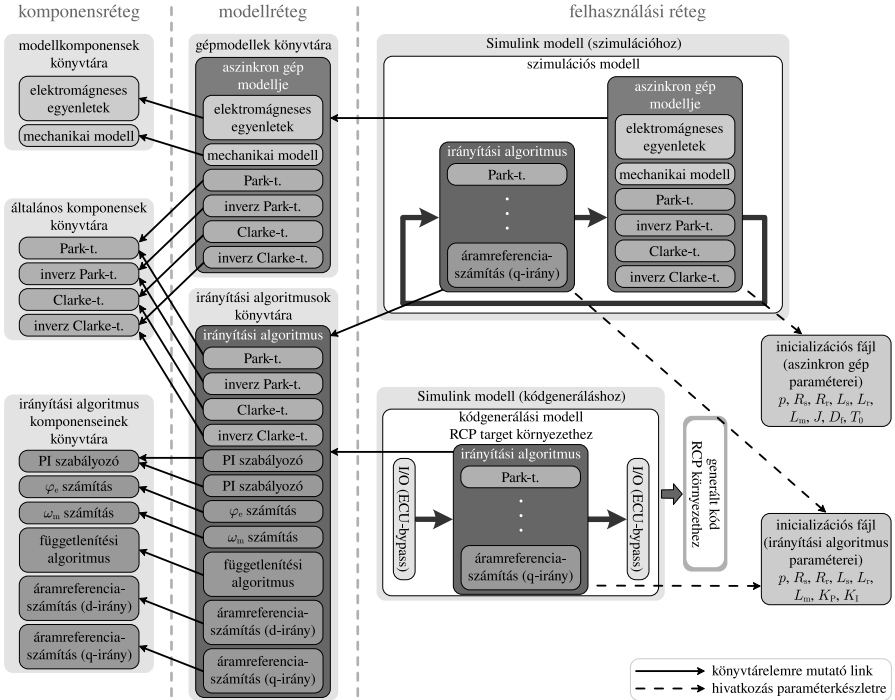 komponensréteg
modellréteg
felhasználási réteg
modellkomponensek
könyvtára
elektromágneses
egyenletek
mechanikai modell
általános komponensek
könyvtára
Park-t.
inverz Park-t.
Clarke-t.
inverz Clarke-t.
irányítási algoritmus
komponenseinek
könyvtára
PI szabályozó
φe számítás
ωm számítás
függetlenítési
algoritmus
áramreferencia-
számítás (d-irány)
áramreferencia-
számítás (q-irány)
gépmodellek könyvtára
aszinkron gép
modellje
elektromágneses
egyenletek
mechanikai modell
Park-t.
inverz Park-t.
Clarke-t.
inverz Clarke-t.
irányítási algoritmusok
könyvtára
irányítási algoritmus
Park-t.
inverz Park-t.
Clarke-t.
inverz Clarke-t.
PI szabályozó
PI szabályozó
φe számítás
ωm számítás
függetlenítési
algoritmus
áramreferencia-
számítás (d-irány)
áramreferencia-
számítás (q-irány)
Simulink modell (szimulációhoz)
szimulációs modell
irányítási algoritmus
Park-t.
áramreferencia-
számítás (q-irány)
aszinkron gép
modellje
elektromágneses
egyenletek
mechanikai modell
Park-t.
inverz Park-t.
Clarke-t.
inverz Clarke-t.
inicializációs fájl
(aszinkron gép
paraméterei)
p, Rs, Rr, Ls, Lr,
Lm, J, Df, T0
Simulink modell (kódgeneráláshoz)
kódgenerálási modell
RCP target környezethez
I/O (ECU-bypass)
irányítási algoritmus
Park-t.
áramreferencia-
számítás (q-irány)
I/O (ECU-bypass)
generált kód
RCP környezethez
inicializációs fájl
(irányítási algoritmus
paraméterei)
p, Rs, Rr, Ls, Lr,
Lm, KP, KI
könyvtárelemre mutató link
hivatkozás paraméterkészletre